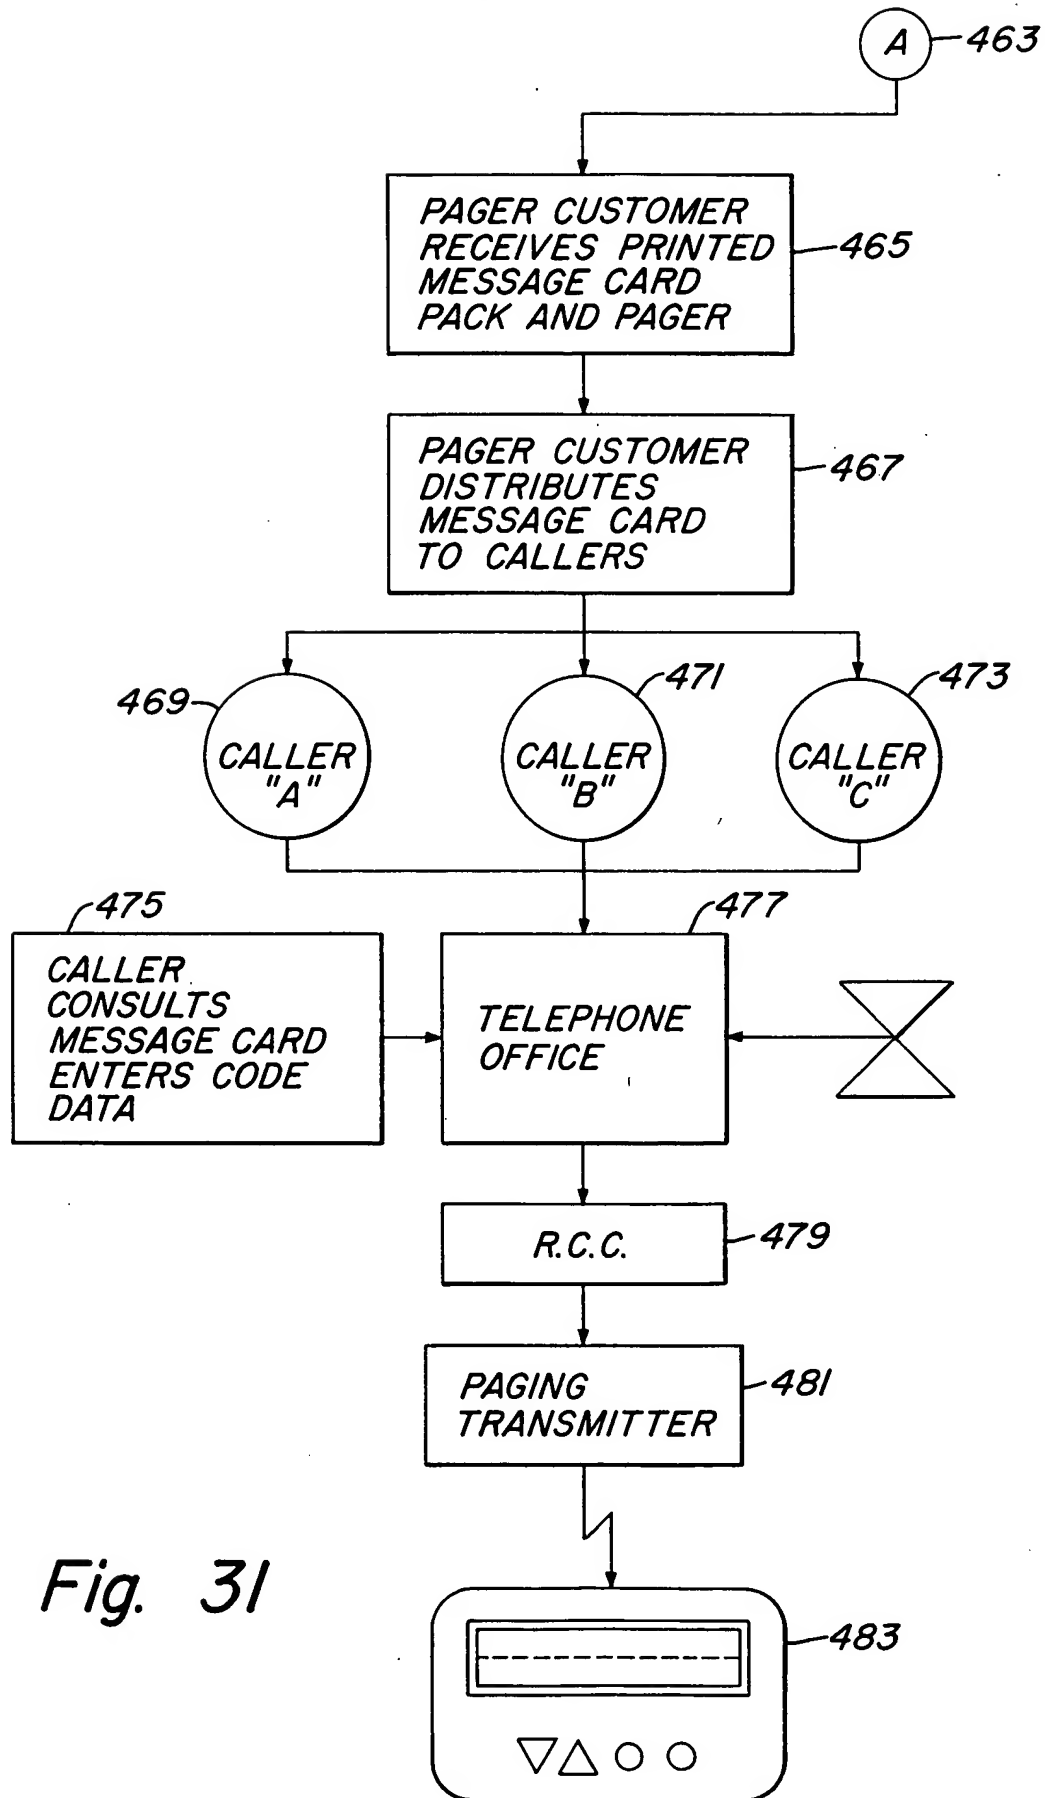 A
463
PAGER CUSTOMER
RECEIVES PRINTED
MESSAGE CARD
PACK AND PAGER
465
PAGER CUSTOMER
DISTRIBUTES
MESSAGE CARD
TO CALLERS
467
469
CALLER
"A"
471
CALLER
"B"
473
CALLER
"C"
475
CALLER
CONSULTS
MESSAGE CARD
ENTERS CODE
DATA
477
TELEPHONE
OFFICE
R.C.C.
479
PAGING
TRANSMITTER
481
Fig. 31
483